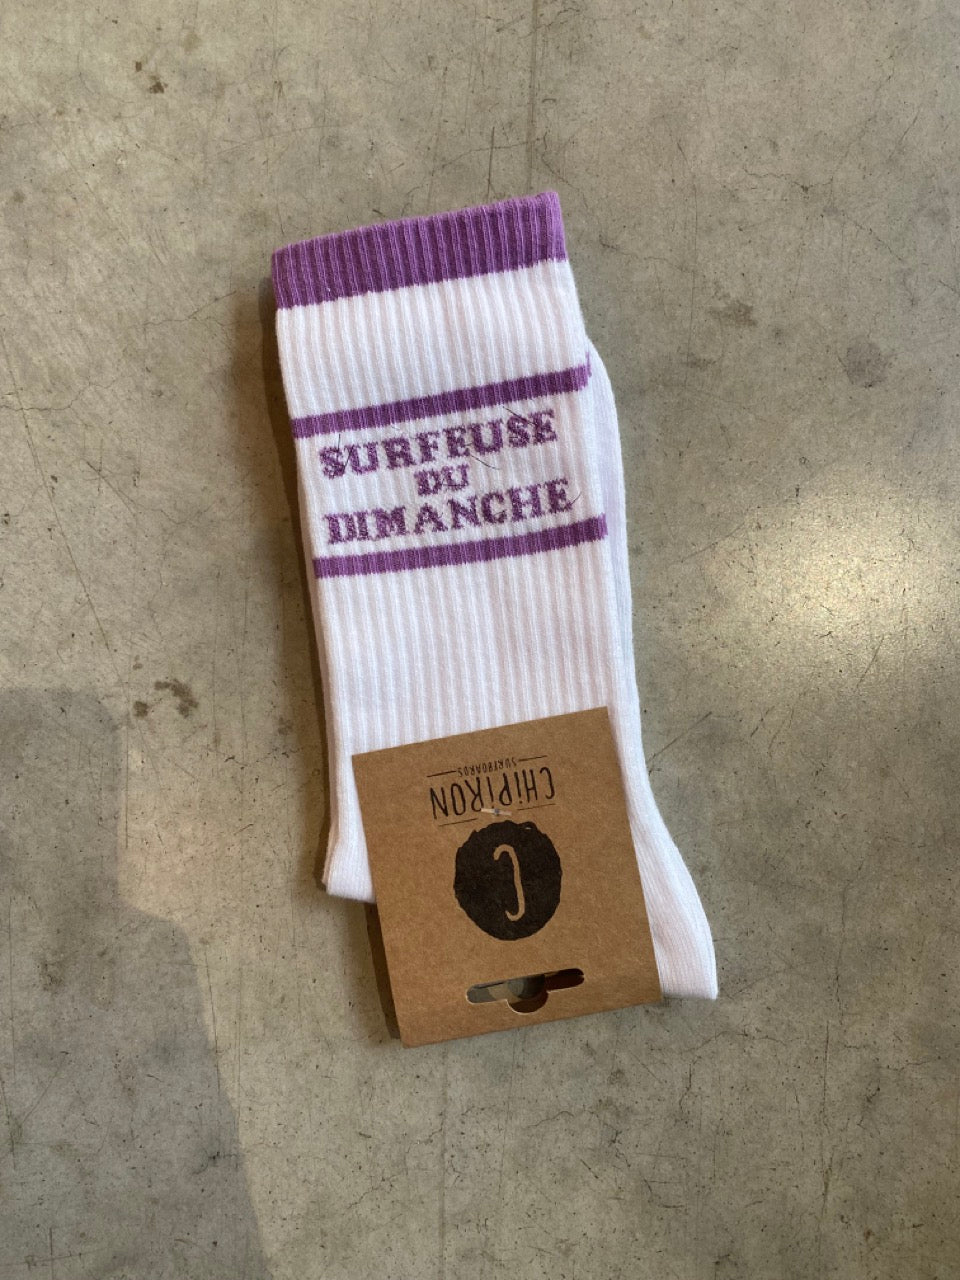 SURFEUSE
DU
DIMANCHE
CHIPIRON
SURFBOARDS